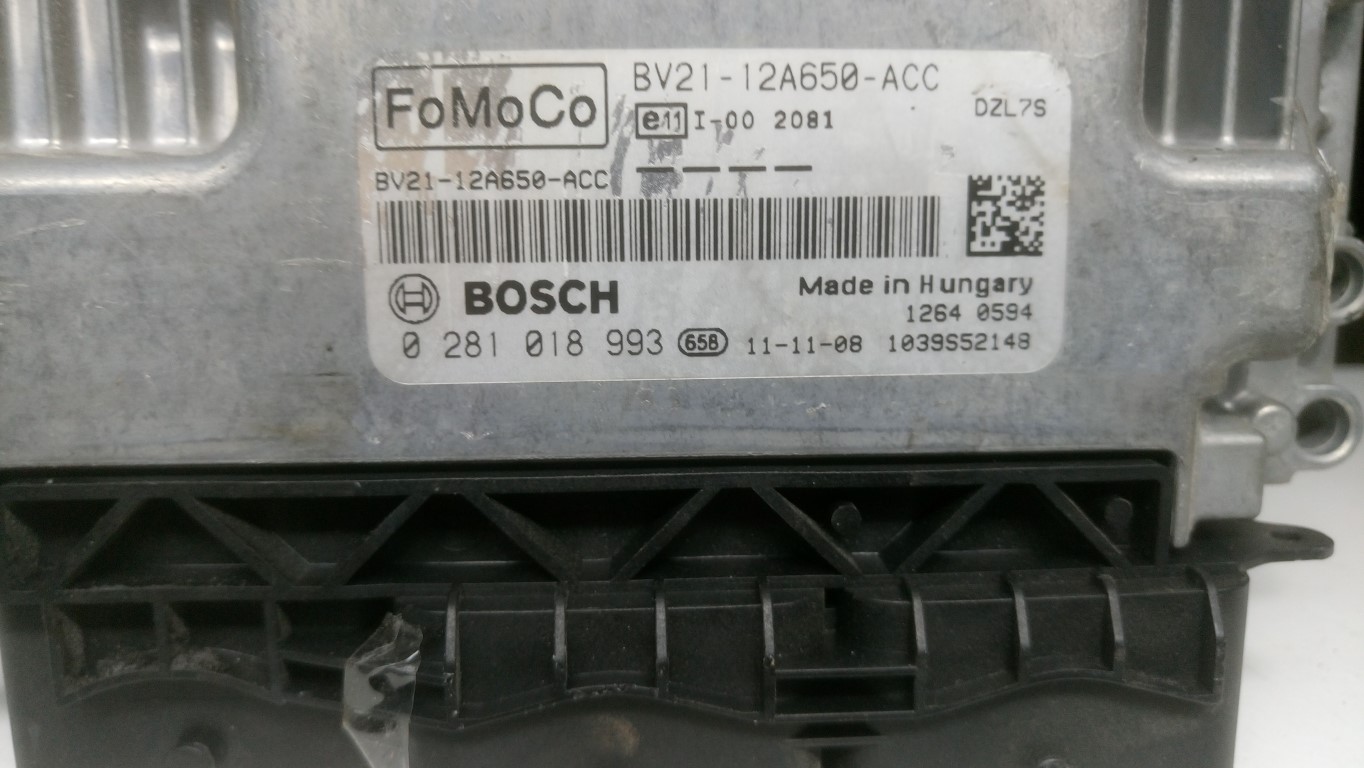 FoMoCo
BV21-12A650-ACC
e11 I-00 2081
DZL7S
BV21-12A650-ACC
BOSCH
Made in Hungary
1264 0594
0 281 018 993 658 11-11-08 1039S52148